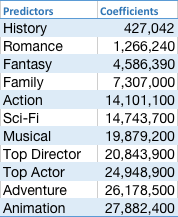 Predictors Coefficients
History 427,042
Romance 1,266,240
Fantasy 4,586,390
Family 7,307,000
Action 14,101,100
Sci-Fi 14,743,700
Musical 19,879,200
Top Director 20,843,900
Top Actor 24,948,900
Adventure 26,178,500
Animation 27,882,400